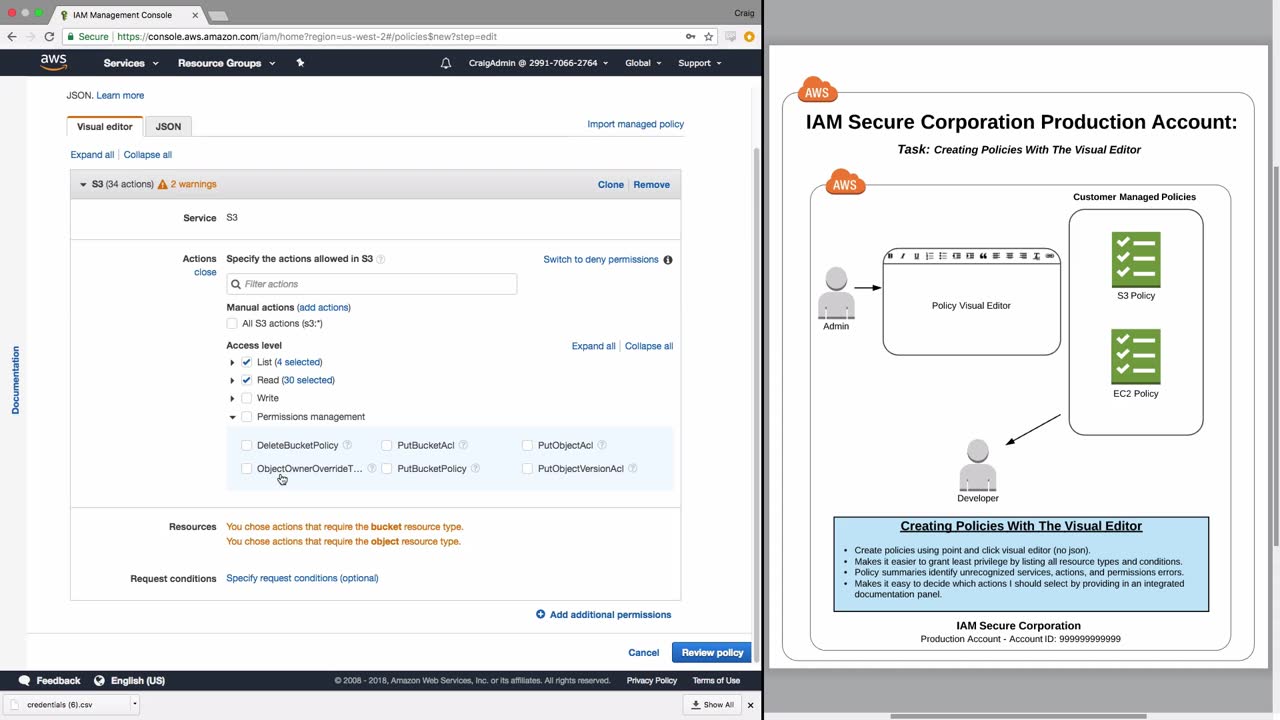 IAM Management Console
Craig
Secure
https://console.aws.amazon.com/iam/home?region=us-west-2#/policies$new?step=edit
aws
Services
Resource Groups
CraigAdmin @ 2991-7066-2764
Global
Support
JSON. Learn more
Visual editor
JSON
Import managed policy
Expand all | Collapse all
S3 (34 actions) 2 warnings
Clone | Remove
Service S3
Actions
close
Specify the actions allowed in S3
Switch to deny permissions
Filter actions
Manual actions (add actions)
All S3 actions (s3:*)
Access level
Expand all | Collapse all
List (4 selected)
Read (30 selected)
Write
Permissions management
DeleteBucketPolicy
PutBucketAcl
PutObjectAcl
ObjectOwnerOverrideT...
PutBucketPolicy
PutObjectVersionAcl
Resources
You chose actions that require the bucket resource type.
You chose actions that require the object resource type.
Request conditions
Specify request conditions (optional)
Add additional permissions
Cancel
Review policy
Documentation
Feedback
English (US)
© 2008 - 2018, Amazon Web Services, Inc. or its affiliates. All rights reserved.
Privacy Policy
Terms of Use
credentials (6).csv
Show All
AWS
IAM Secure Corporation Production Account:
Task: Creating Policies With The Visual Editor
AWS
Customer Managed Policies
Policy Visual Editor
Admin
S3 Policy
EC2 Policy
Developer
Creating Policies With The Visual Editor
• Create policies using point and click visual editor (no json).
• Makes it easier to grant least privilege by listing all resource types and conditions.
• Policy summaries identify unrecognized services, actions, and permissions errors.
• Makes it easy to decide which actions I should select by providing in an integrated
documentation panel.
IAM Secure Corporation
Production Account - Account ID: 999999999999